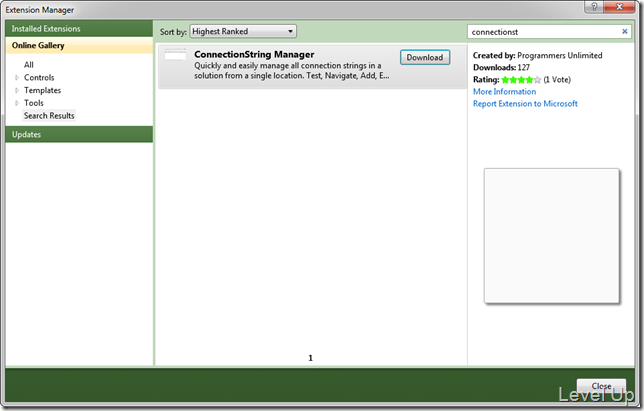 Extension Manager
?
Installed Extensions
Online Gallery
All
Controls
Templates
Tools
Search Results
Updates
Sort by: Highest Ranked
ConnectionString Manager
Quickly and easily manage all connection strings in a
solution from a single location. Test, Navigate, Add, E...
Download
1
connectionst
Created by: Programmers Unlimited
Downloads: 127
Rating: (1 Vote)
More Information
Report Extension to Microsoft
Close
Level Up